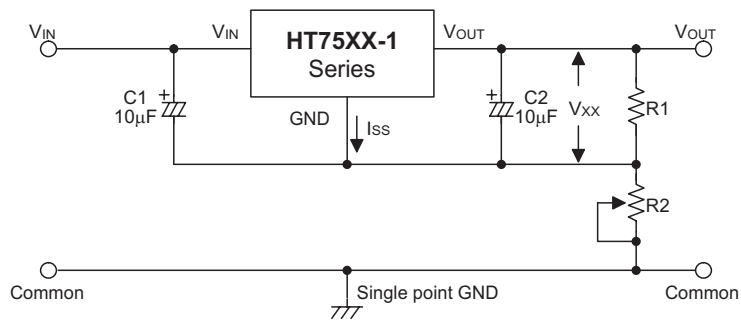 VIN
VIN
HT75XX-1
Series
VOUT
VOUT
C1
10μF
GND
ISS
C2
10μF
VXX
R1
R2
Common
Single point GND
Common